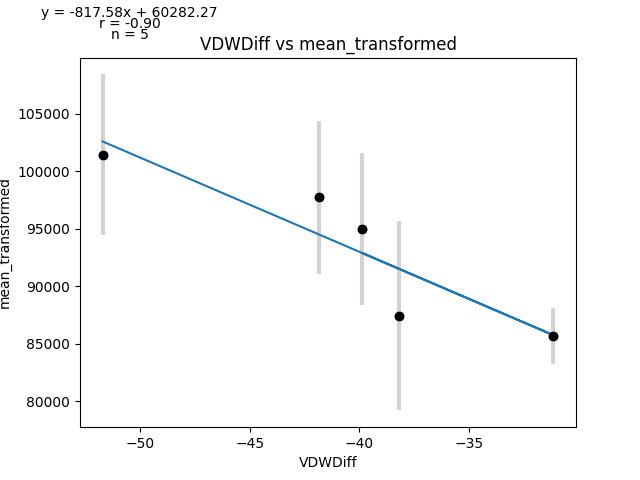 y = -817.58x + 60282.27
r = -0.90
n = 5
VDWDiff vs mean_transformed
mean_transformed
105000
100000
95000
90000
85000
80000
−50
−45
−40
−35
VDWDiff